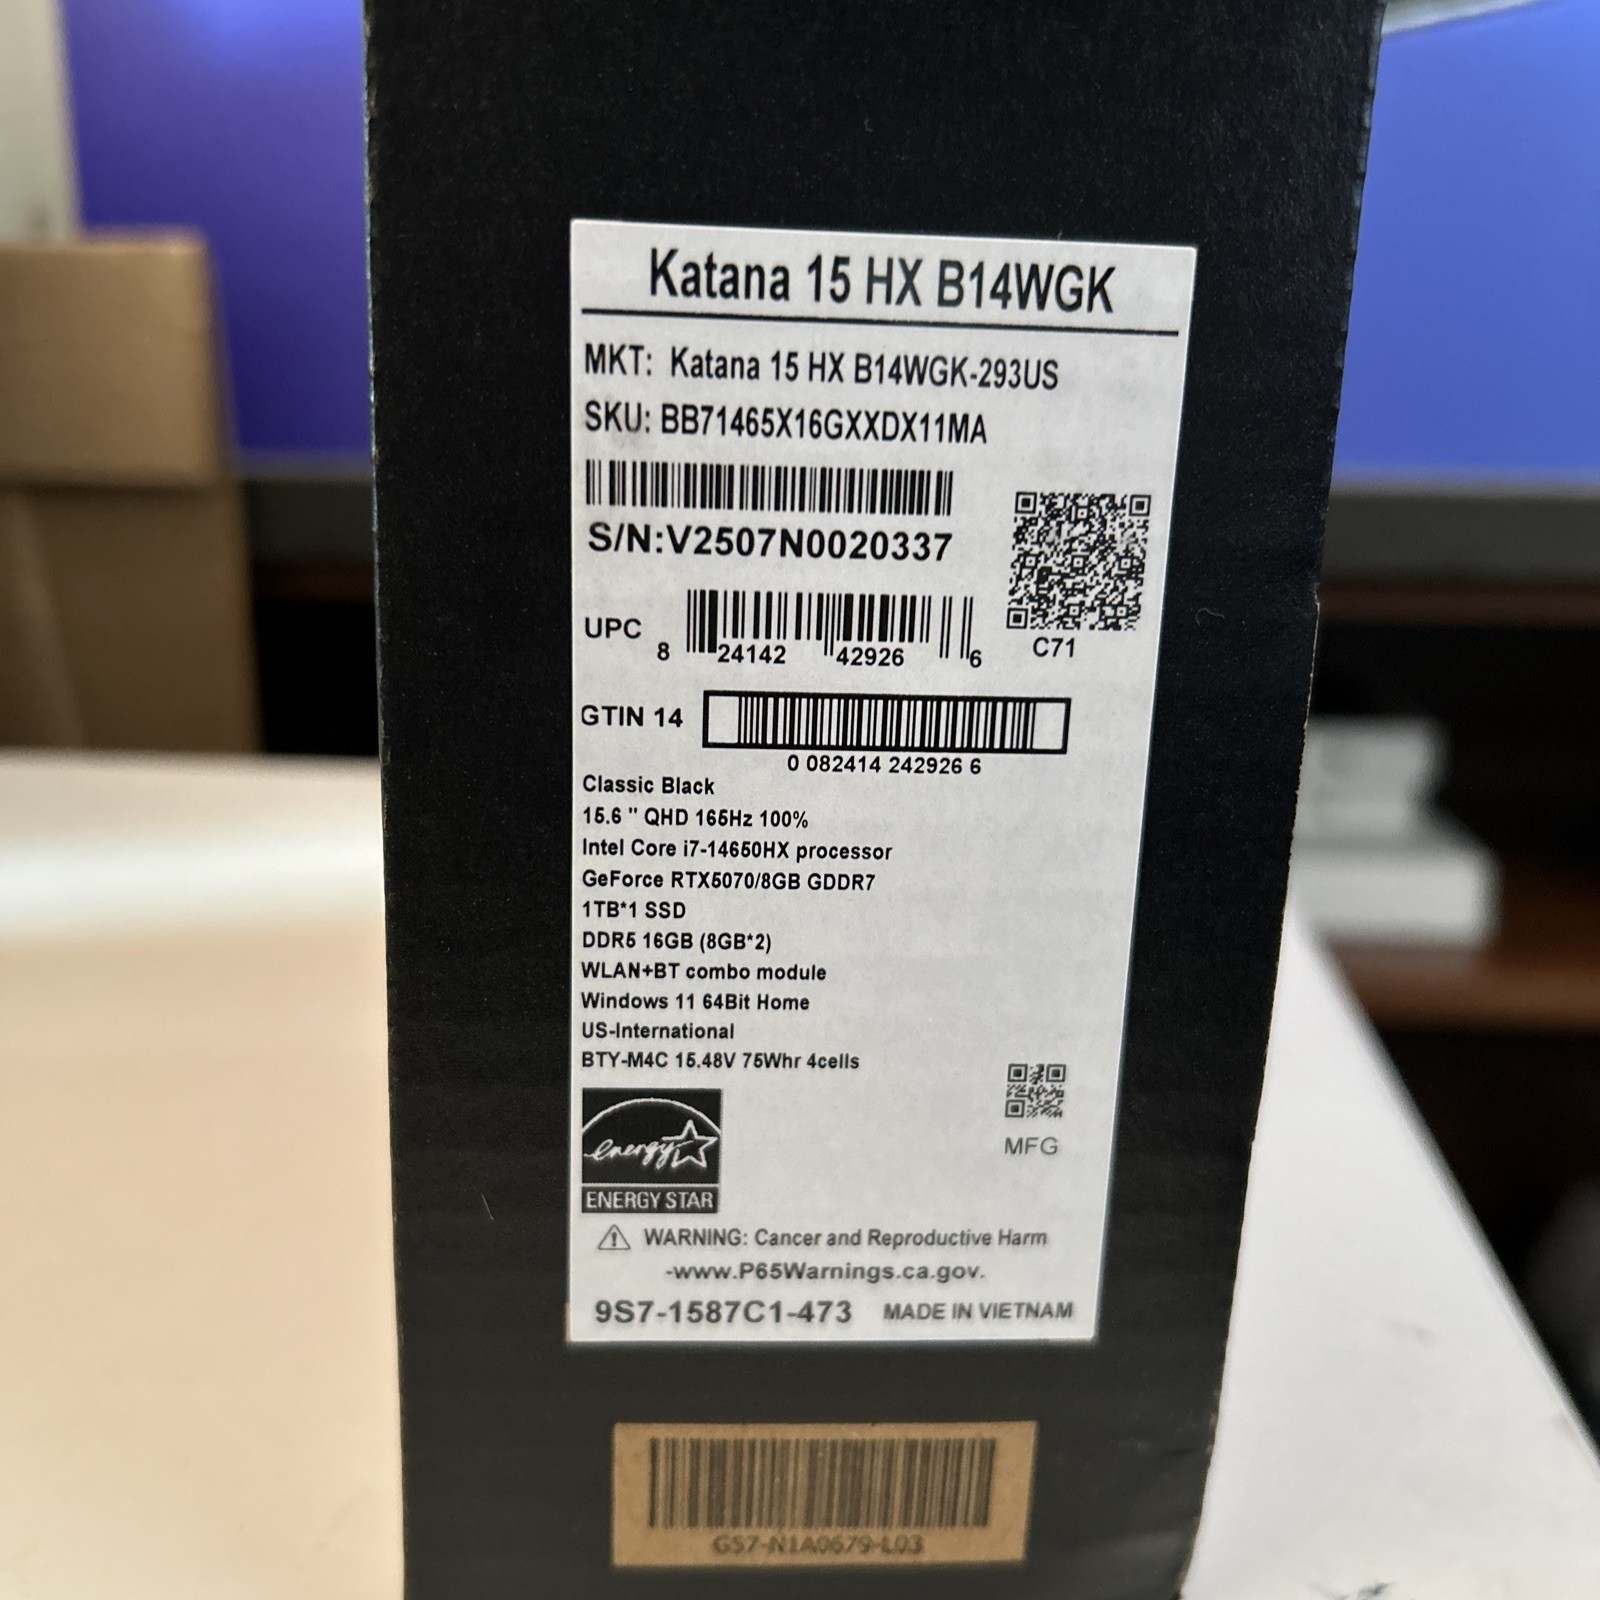 Katana 15 HX B14WGK
MKT: Katana 15 HX B14WGK-293US
SKU: BB71465X16GXXDX11MA
S/N:V2507N0020337
UPC 8 24142 42926 6
C71
GTIN 14
0 082414 242926 6
Classic Black
15.6 " QHD 165Hz 100%
Intel Core i7-14650HX processor
GeForce RTX5070/8GB GDDR7
1TB*1 SSD
DDR5 16GB (8GB*2)
WLAN+BT combo module
Windows 11 64Bit Home
US-International
BTY-M4C 15.48V 75Whr 4cells
energy
ENERGY STAR
MFG
WARNING: Cancer and Reproductive Harm
-www.P65Warnings.ca.gov.
9S7-1587C1-473 MADE IN VIETNAM
GS7-N1A0679-L03